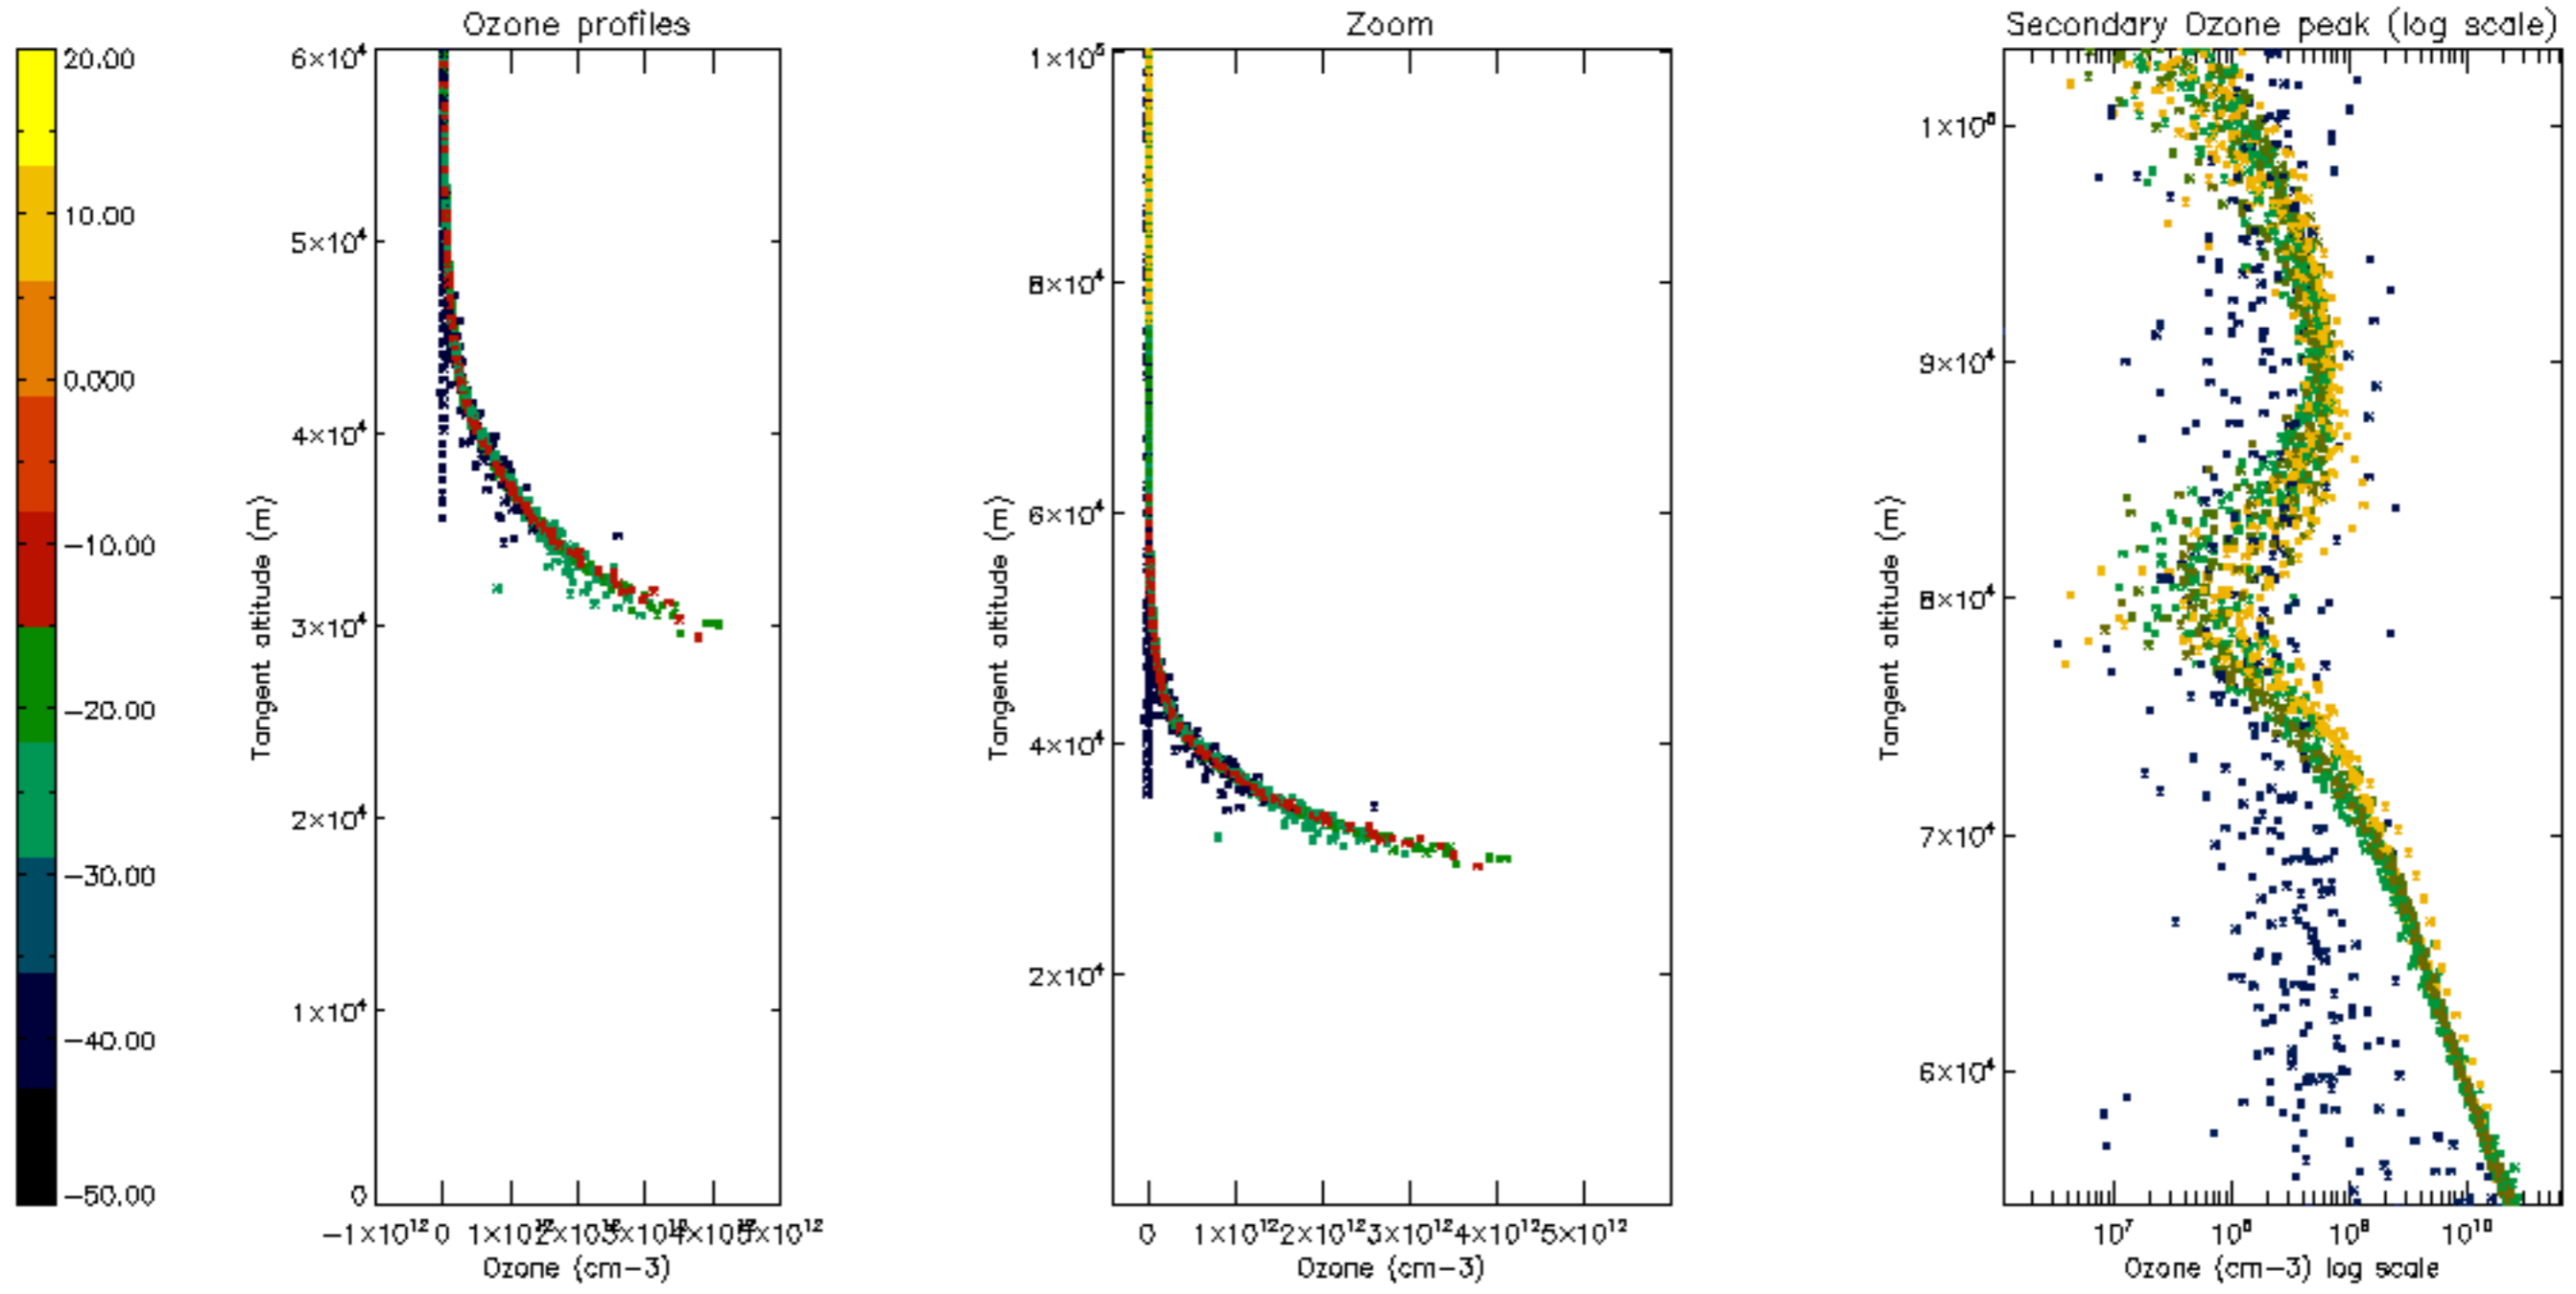 Ozone profiles
Zoom
Secondary Ozone peak (log scale)
20.00
10.00
0.000
−10.00
−20.00
−30.00
−40.00
−50.00
Tangent altitude (m)
6×10⁴
5×10⁴
4×10⁴
3×10⁴
2×10⁴
1×10⁴
0
−1×10¹² 0 1×10¹² 5×10¹²
Ozone (cm−3)
Tangent altitude (m)
1×10⁵
8×10⁴
6×10⁴
4×10⁴
2×10⁴
0 1×10¹² 2×10¹² 3×10¹² 4×10¹² 5×10¹²
Ozone (cm−3)
Tangent altitude (m)
1×10⁵
9×10⁴
8×10⁴
7×10⁴
6×10⁴
10⁷ 10⁸ 10⁹ 10¹⁰
Ozone (cm−3) log scale